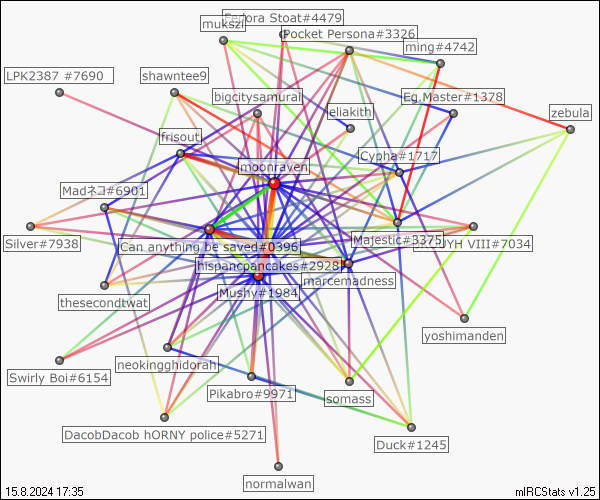 Fedora Stoat#4479
mukszi
Pocket Persona#3326
ming#4742
LPK2387 #7690
shawntee9
bigcitysamurai
Eg.Master#1378
eliakith
zebula
frisout
Cypha#1717
moonraven
Madネコ#6901
Silver#7938
Can anything be saved#0396
Majestic#3375
VIII#7034
hispancpancakes#2928
marcemadness
Mushy#1984
thesecondtwat
yoshimanden
neokingghidorah
Swirly Boi#6154
Pikabro#9971
somass
DacobDacob hORNY police#5271
Duck#1245
normalwan
15.8.2024 17:35
mIRCStats v1.25